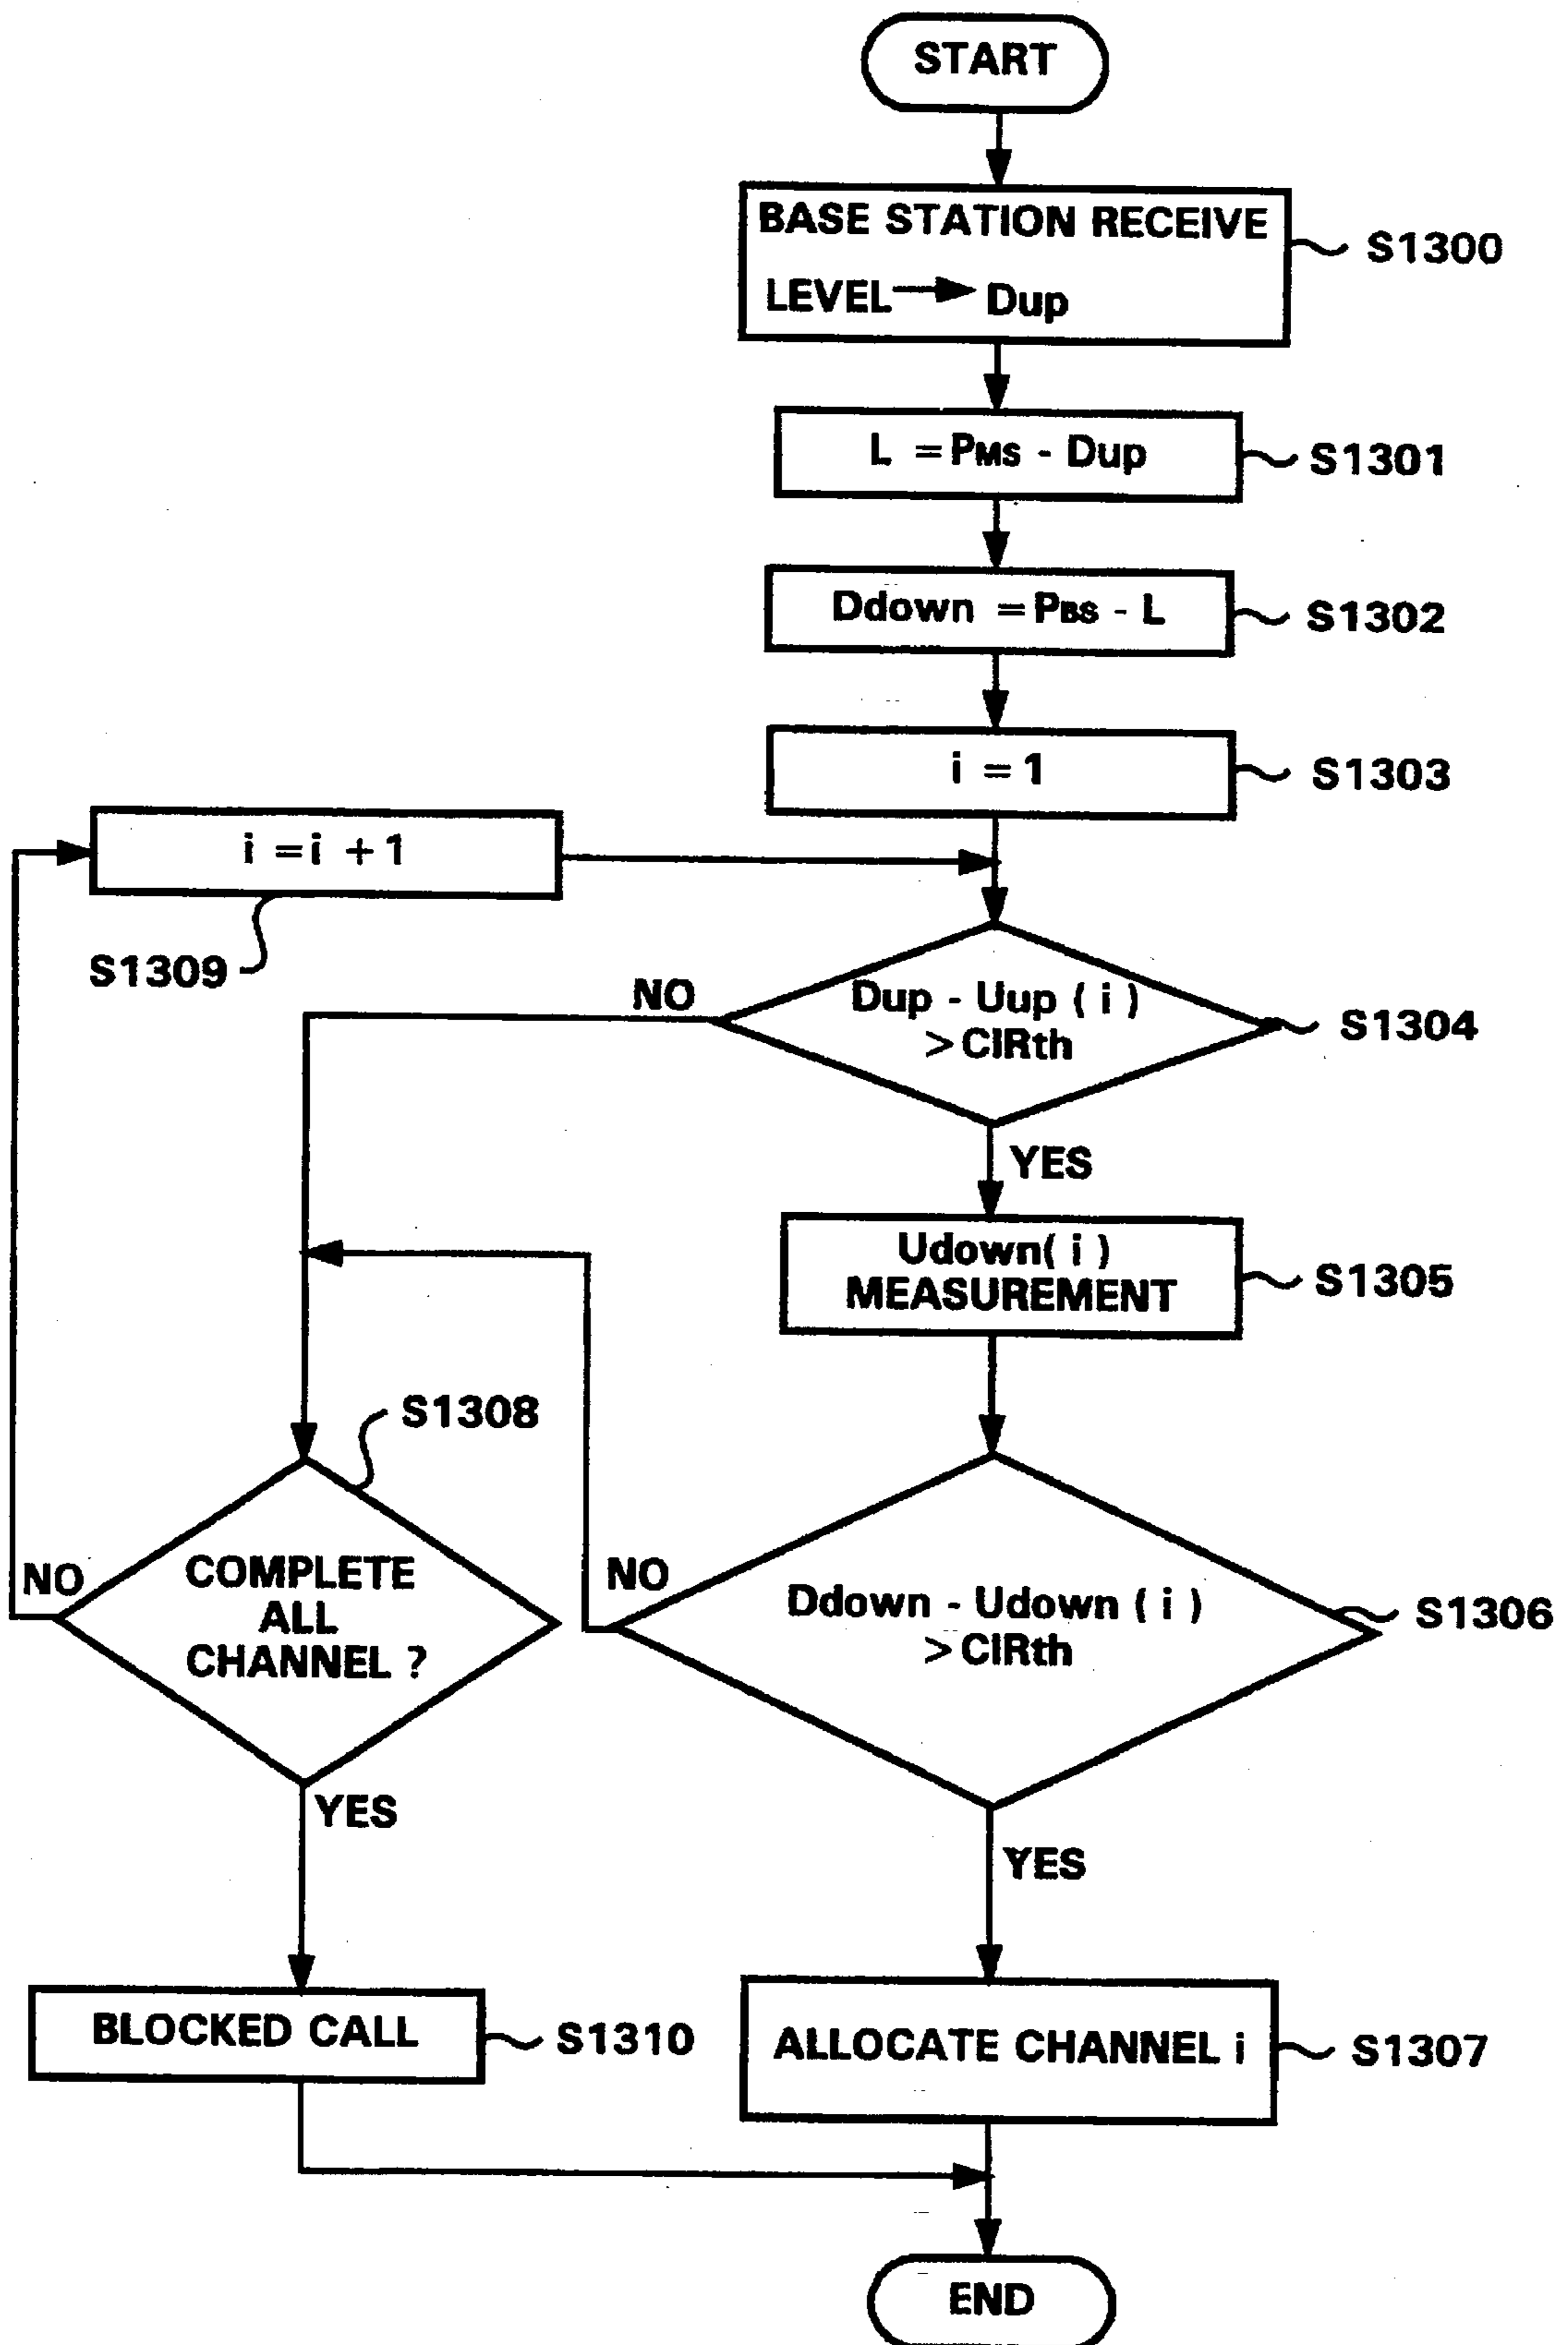 START
BASE STATION RECEIVE
S1300
LEVEL → Dup
L = PMS - Dup
S1301
Ddown = PBS - L
S1302
i = 1
S1303
i = i + 1
S1309
NO
Dup - Uup ( i )
> CIRth
S1304
YES
Udown( i )
MEASUREMENT
S1305
S1308
NO
COMPLETE
ALL
CHANNEL ?
NO
Ddown - Udown ( i )
> CIRth
S1306
YES
YES
BLOCKED CALL
S1310
ALLOCATE CHANNEL i
S1307
END